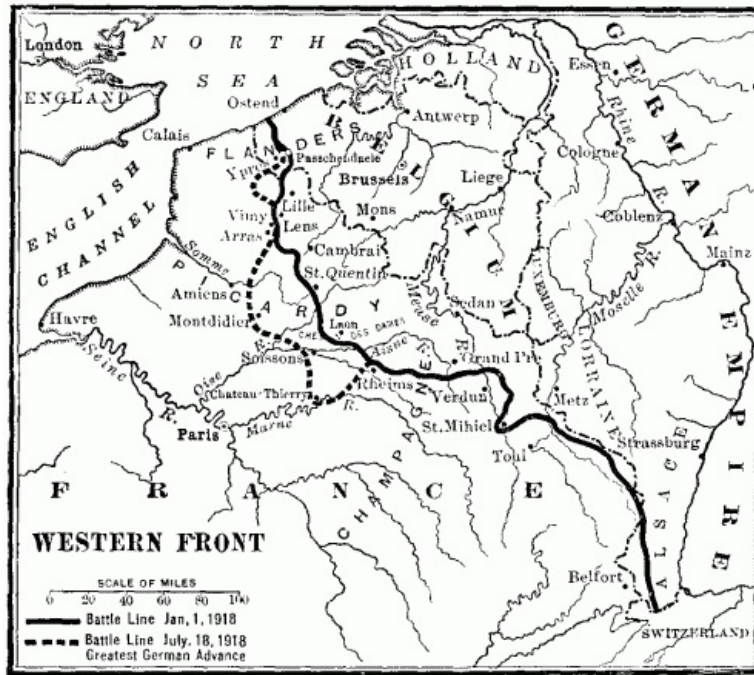 London
NORTH
SEA
ENGLAND
Ostend
HOLLAND
GERMAN EMPIRE
Essen
Rhine R.
Calais
FLANDERS
Passchendaele
Ypres
BELGIUM
Antwerp
Brussels
Cologne
Liege
ENGLISH
CHANNEL
Lille
Vimy
Lens
Arras
Mons
Namur
Coblenz
Mainz
Somme
Cambrai
St. Quentin
PICARDY
Amiens
Montdidier
Laon
CHEMIN DES DAMES
Meuse R.
Sedan
LUXEMBURG
Moselle R.
Havre
Seine R.
Oise R.
Soissons
Aisne R.
Grand Pre
LORRAINE
Chateau-Thierry
Rheims
Verdun
Metz
Paris
Marne R.
St. Mihiel
Toul
Strassburg
FRANCE
CHAMPAGNE
ALSACE
Belfort
SWITZERLAND
WESTERN FRONT
SCALE OF MILES
0 20 40 60 80 100
Battle Line Jan, 1, 1918
Battle Line July. 18, 1918
Greatest German Advance